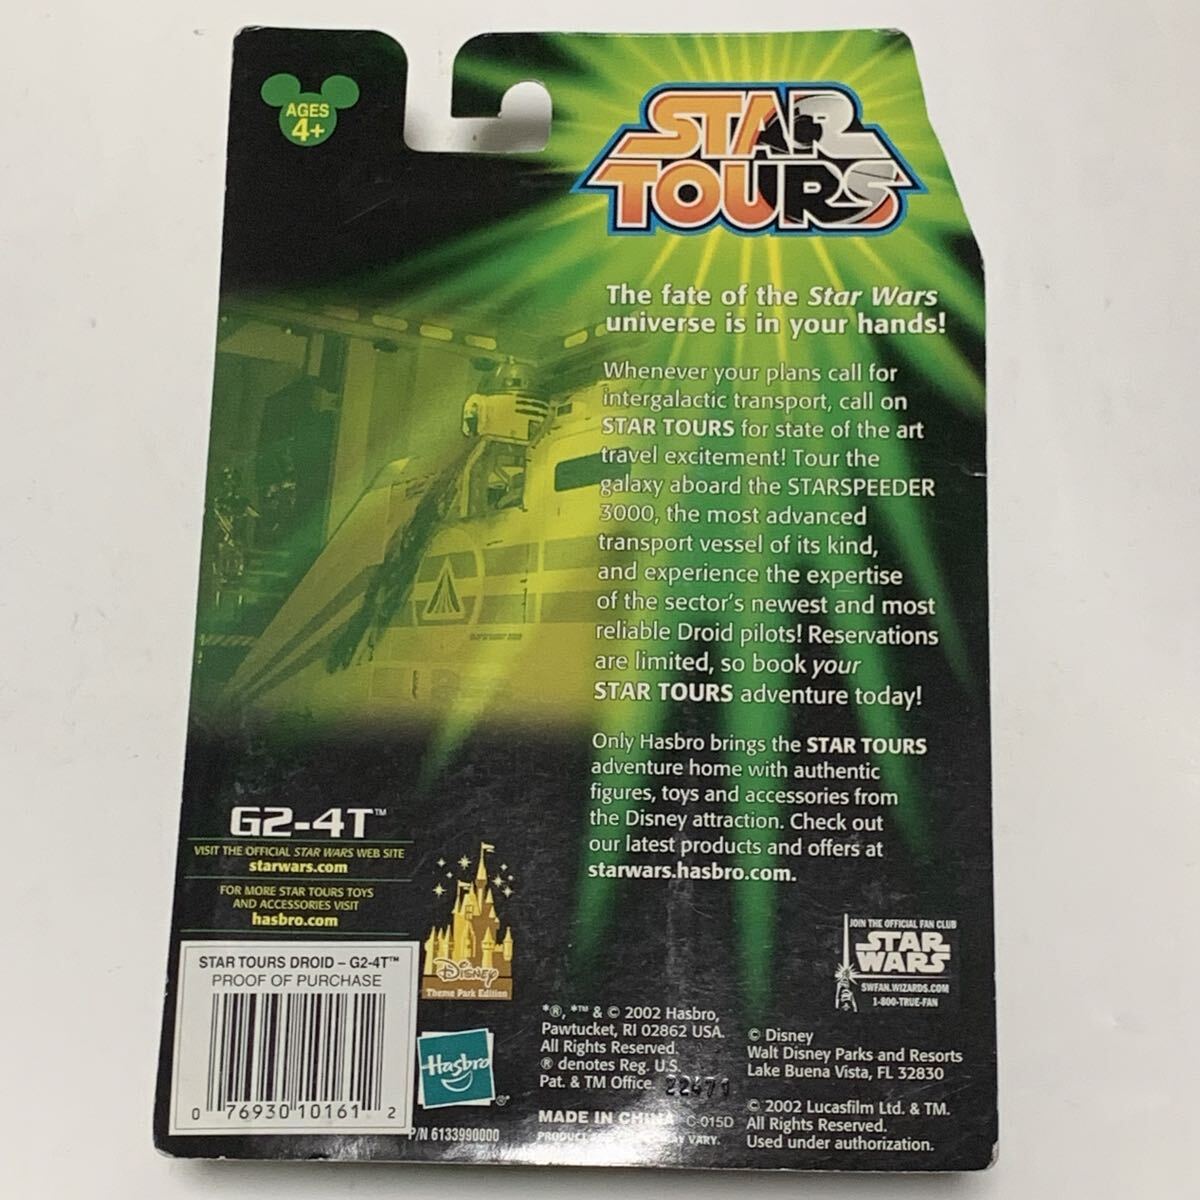 AGES
4+
STAR
TOURS
The fate of the Star Wars
universe is in your hands!
Whenever your plans call for
intergalactic transport, call on
STAR TOURS for state of the art
travel excitement! Tour the
galaxy aboard the STARSPEEDER
3000, the most advanced
transport vessel of its kind,
and experience the expertise
of the sector's newest and most
reliable Droid pilots! Reservations
are limited, so book your
STAR TOURS adventure today!
Only Hasbro brings the STAR TOURS
adventure home with authentic
figures, toys and accessories from
the Disney attraction. Check out
our latest products and offers at
starwars.hasbro.com.
G2-4T™
VISIT THE OFFICIAL STAR WARS WEB SITE
starwars.com
FOR MORE STAR TOURS TOYS
AND ACCESSORIES VISIT
hasbro.com
STAR TOURS DROID – G2-4T™
PROOF OF PURCHASE
0 76930 10161 2
Disney
Theme Park Edition
Hasbro
®
P/N 6133990000
*®, *™ & © 2002 Hasbro,
Pawtucket, RI 02862 USA.
All Rights Reserved.
® denotes Reg. U.S.
Pat. & TM Office.
MADE IN CHINA C-015D
PRODUCT MAY VARY.
JOIN THE OFFICIAL FAN CLUB
STAR
WARS
SWFAN.WIZARDS.COM
1-800-TRUE-FAN
© Disney
Walt Disney Parks and Resorts
Lake Buena Vista, FL 32830
© 2002 Lucasfilm Ltd. & TM.
All Rights Reserved.
Used under authorization.